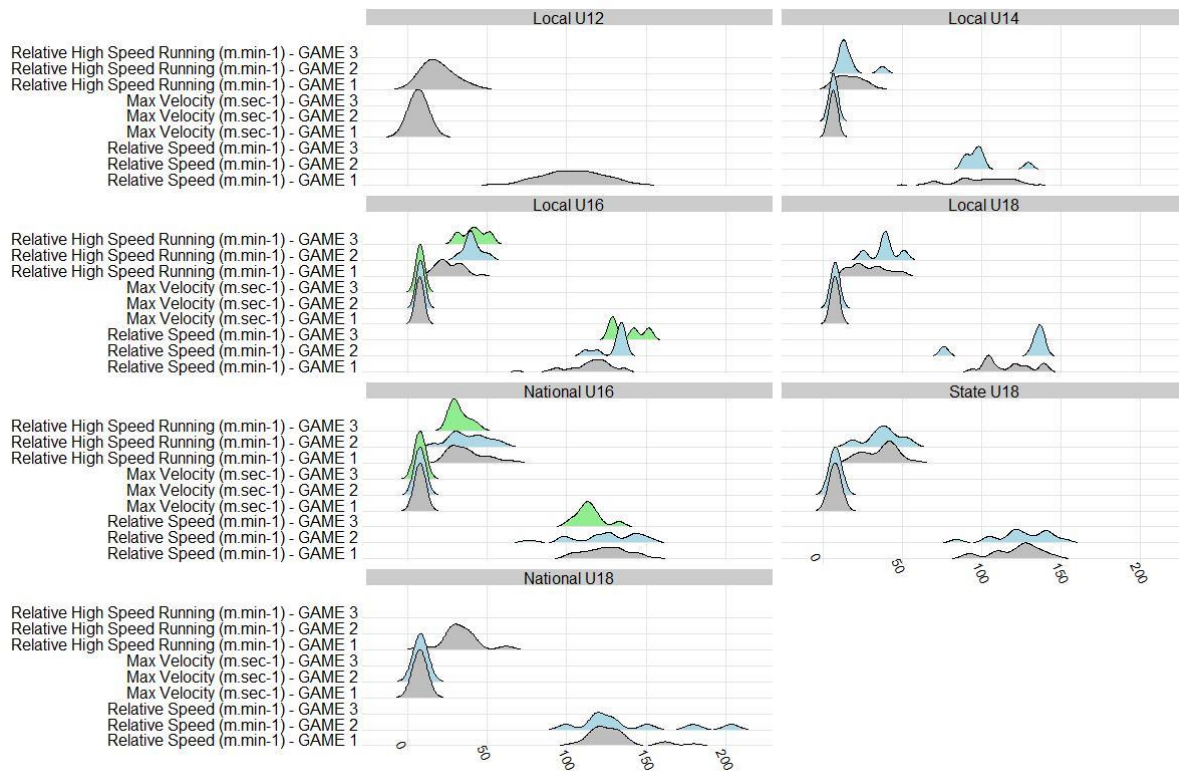 Local U12
Local U14
Relative High Speed Running (m.min-1) - GAME 3
Relative High Speed Running (m.min-1) - GAME 2
Relative High Speed Running (m.min-1) - GAME 1
Max Velocity (m.sec-1) - GAME 3
Max Velocity (m.sec-1) - GAME 2
Max Velocity (m.sec-1) - GAME 1
Relative Speed (m.min-1) - GAME 3
Relative Speed (m.min-1) - GAME 2
Relative Speed (m.min-1) - GAME 1
Local U16
Local U18
Relative High Speed Running (m.min-1) - GAME 3
Relative High Speed Running (m.min-1) - GAME 2
Relative High Speed Running (m.min-1) - GAME 1
Max Velocity (m.sec-1) - GAME 3
Max Velocity (m.sec-1) - GAME 2
Max Velocity (m.sec-1) - GAME 1
Relative Speed (m.min-1) - GAME 3
Relative Speed (m.min-1) - GAME 2
Relative Speed (m.min-1) - GAME 1
National U16
State U18
Relative High Speed Running (m.min-1) - GAME 3
Relative High Speed Running (m.min-1) - GAME 2
Relative High Speed Running (m.min-1) - GAME 1
Max Velocity (m.sec-1) - GAME 3
Max Velocity (m.sec-1) - GAME 2
Max Velocity (m.sec-1) - GAME 1
Relative Speed (m.min-1) - GAME 3
Relative Speed (m.min-1) - GAME 2
Relative Speed (m.min-1) - GAME 1
0 50 100 150 200
National U18
Relative High Speed Running (m.min-1) - GAME 3
Relative High Speed Running (m.min-1) - GAME 2
Relative High Speed Running (m.min-1) - GAME 1
Max Velocity (m.sec-1) - GAME 3
Max Velocity (m.sec-1) - GAME 2
Max Velocity (m.sec-1) - GAME 1
Relative Speed (m.min-1) - GAME 3
Relative Speed (m.min-1) - GAME 2
Relative Speed (m.min-1) - GAME 1
0 50 100 150 200